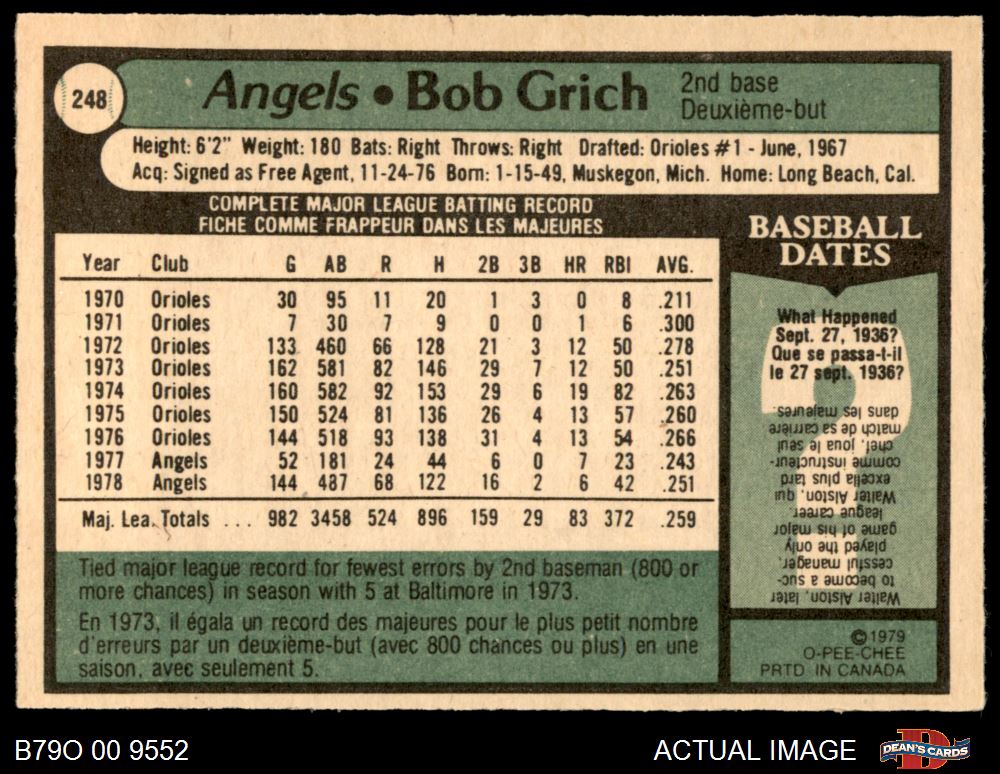 248
Angels • Bob Grich
2nd base
Deuxième-but
Height: 6'2" Weight: 180 Bats: Right Throws: Right Drafted: Orioles #1 - June, 1967
Acq: Signed as Free Agent, 11-24-76 Born: 1-15-49, Muskegon, Mich. Home: Long Beach, Cal.
COMPLETE MAJOR LEAGUE BATTING RECORD
FICHE COMME FRAPPEUR DANS LES MAJEURES
Year Club G AB R H 2B 3B HR RBI AVG.
1970 Orioles 30 95 11 20 1 3 0 8 .211
1971 Orioles 7 30 7 9 0 0 1 6 .300
1972 Orioles 133 460 66 128 21 3 12 50 .278
1973 Orioles 162 581 82 146 29 7 12 50 .251
1974 Orioles 160 582 92 153 29 6 19 82 .263
1975 Orioles 150 524 81 136 26 4 13 57 .260
1976 Orioles 144 518 93 138 31 4 13 54 .266
1977 Angels 52 181 24 44 6 0 7 23 .243
1978 Angels 144 487 68 122 16 2 6 42 .251
Maj. Lea. Totals ... 982 3458 524 896 159 29 83 372 .259
Tied major league record for fewest errors by 2nd baseman (800 or
more chances) in season with 5 at Baltimore in 1973.
En 1973, il égala un record des majeures pour le plus petit nombre
d'erreurs par un deuxième-but (avec 800 chances ou plus) en une
saison, avec seulement 5.
BASEBALL
DATES
What Happened
Sept. 27, 1936?
Que se passa-t-il
le 27 sept. 1936?
Walter Alston, later
to become a suc-
cessful manager,
played the only
game of his major
league career.
Walter Alston, qui
excella plus tard
comme instructeur-
chef, joua le seul
match de sa carrière
dans les majeures.
©1979
O-PEE-CHEE
PRTD IN CANADA
B79O 00 9552
ACTUAL IMAGE
DEAN'S CARDS